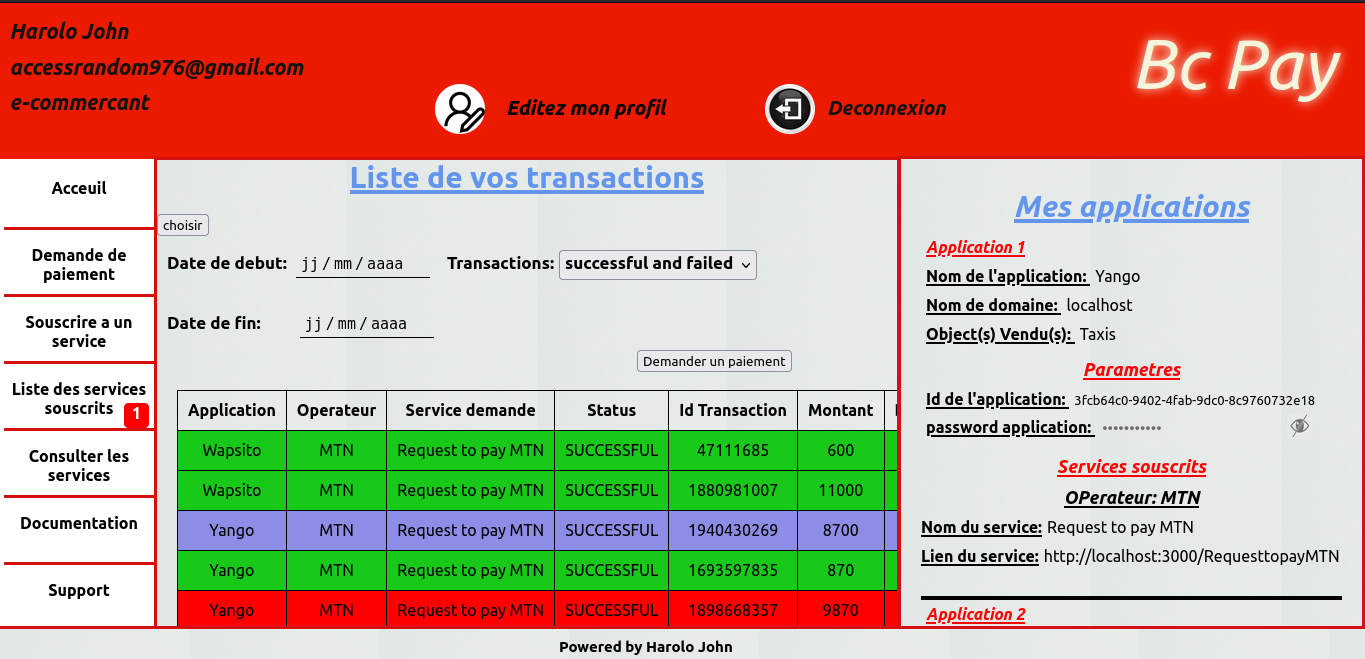 Harolo John
accessrandom976@gmail.com
e-commercant
Editez mon profil
Deconnexion
Bc Pay
Acceuil
Demande de
paiement
Souscrire a un
service
Liste des services
souscrits 1
Consulter les
services
Documentation
Support
Liste de vos transactions
choisir
Date de debut: jj / mm / aaaa Transactions: successful and failed
Date de fin: jj / mm / aaaa
Demander un paiement
Application Operateur Service demande Status Id Transaction Montant
Wapsito MTN Request to pay MTN SUCCESSFUL 47111685 600
Wapsito MTN Request to pay MTN SUCCESSFUL 1880981007 11000
Yango MTN Request to pay MTN SUCCESSFUL 1940430269 8700
Yango MTN Request to pay MTN SUCCESSFUL 1693597835 870
Yango MTN Request to pay MTN SUCCESSFUL 1898668357 9870
Mes applications
Application 1
Nom de l'application: Yango
Nom de domaine: localhost
Object(s) Vendu(s): Taxis
Parametres
Id de l'application: 3fcb64c0-9402-4fab-9dc0-8c9760732e18
password application: •••••••••••
Services souscrits
OPerateur: MTN
Nom du service: Request to pay MTN
Lien du service: http://localhost:3000/RequesttopayMTN
Application 2
Powered by Harolo John